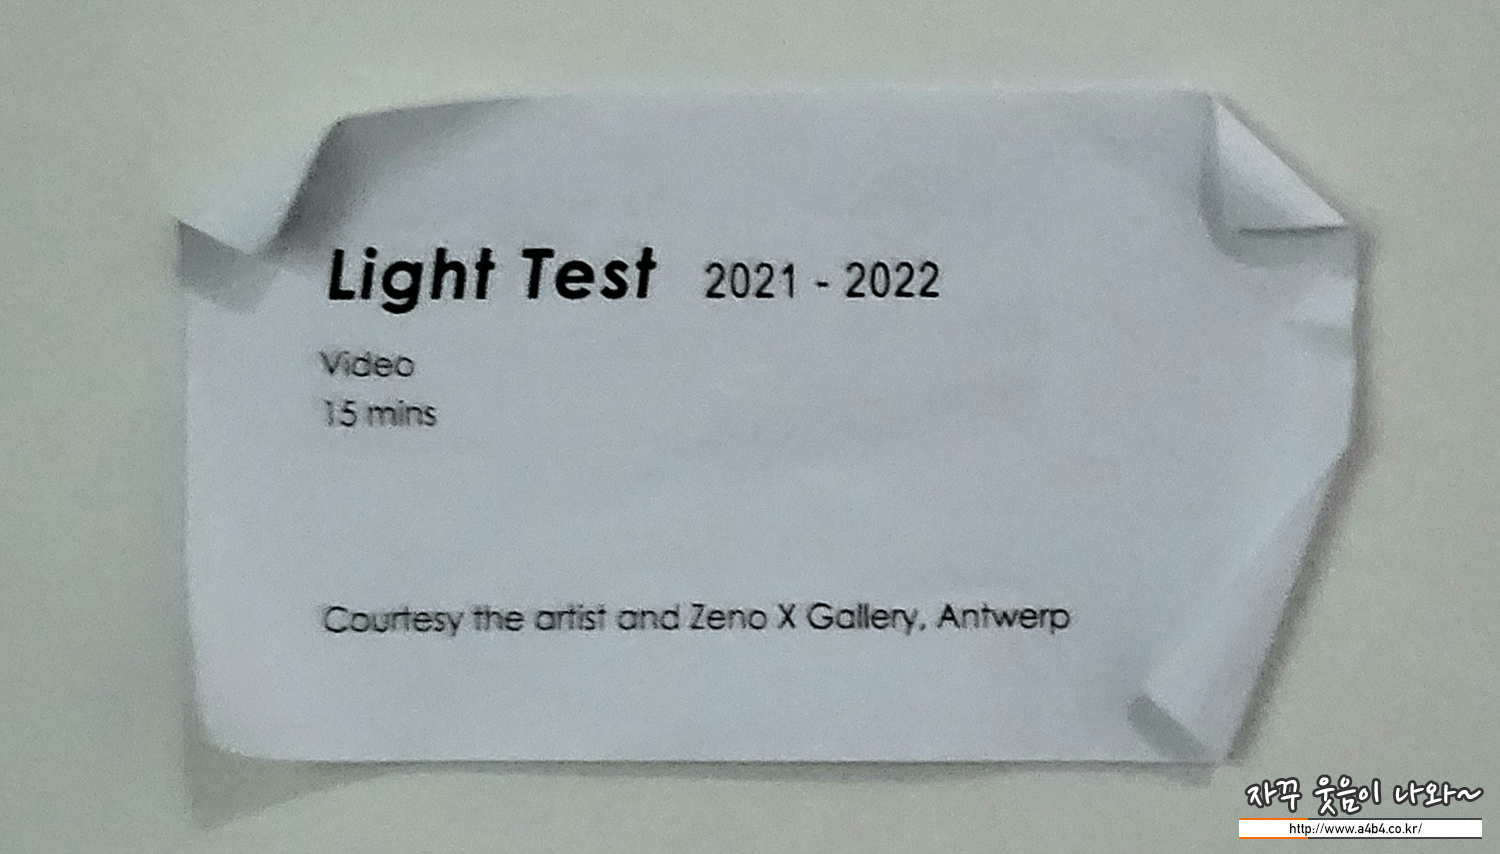 Light Test 2021 - 2022
Video
15 mins
Courtesy the artist and Zeno X Gallery, Antwerp
자꾸 웃음이 나와~
http://www.a4b4.co.kr/